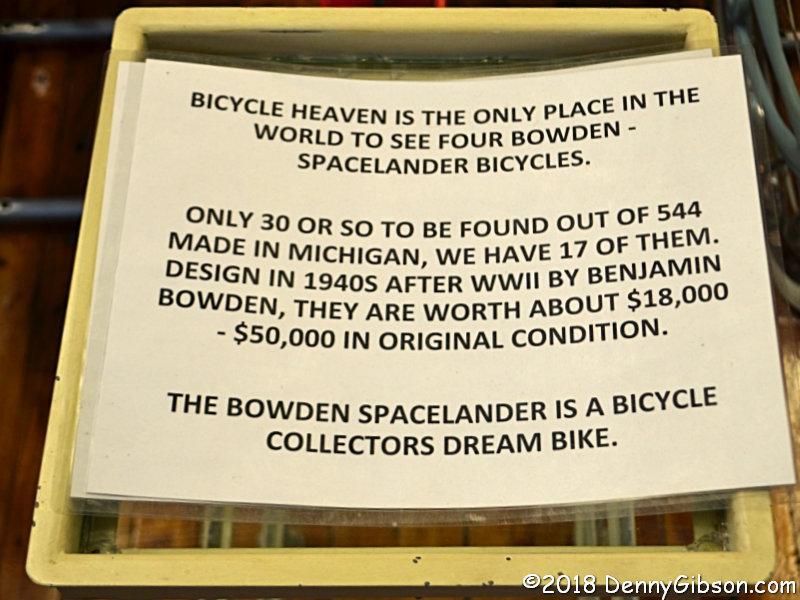 BICYCLE HEAVEN IS THE ONLY PLACE IN THE
WORLD TO SEE FOUR BOWDEN -
SPACELANDER BICYCLES.
ONLY 30 OR SO TO BE FOUND OUT OF 544
MADE IN MICHIGAN, WE HAVE 17 OF THEM.
DESIGN IN 1940S AFTER WWII BY BENJAMIN
BOWDEN, THEY ARE WORTH ABOUT $18,000
- $50,000 IN ORIGINAL CONDITION.
THE BOWDEN SPACELANDER IS A BICYCLE
COLLECTORS DREAM BIKE.
©2018 DennyGibson.com